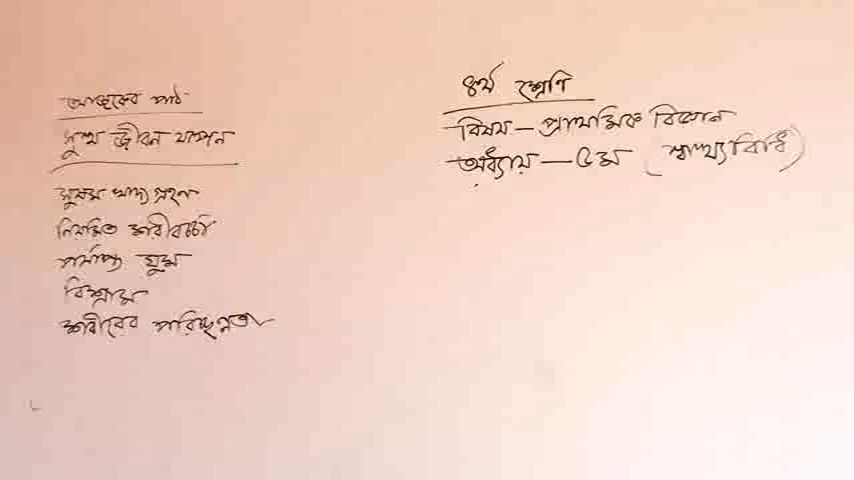 আজকের পাঠ
সুস্থ জীবন যাপন
সুষম খাদ্য গ্রহণ
নিয়মিত শরীরচর্চা
পর্যাপ্ত ঘুম
বিশ্রাম
শরীরের পরিচ্ছন্নতা
৪র্থ শ্রেণি
বিষয় – প্রাথমিক বিজ্ঞান
অধ্যায় – ৫ম (স্বাস্থ্যবিধি)